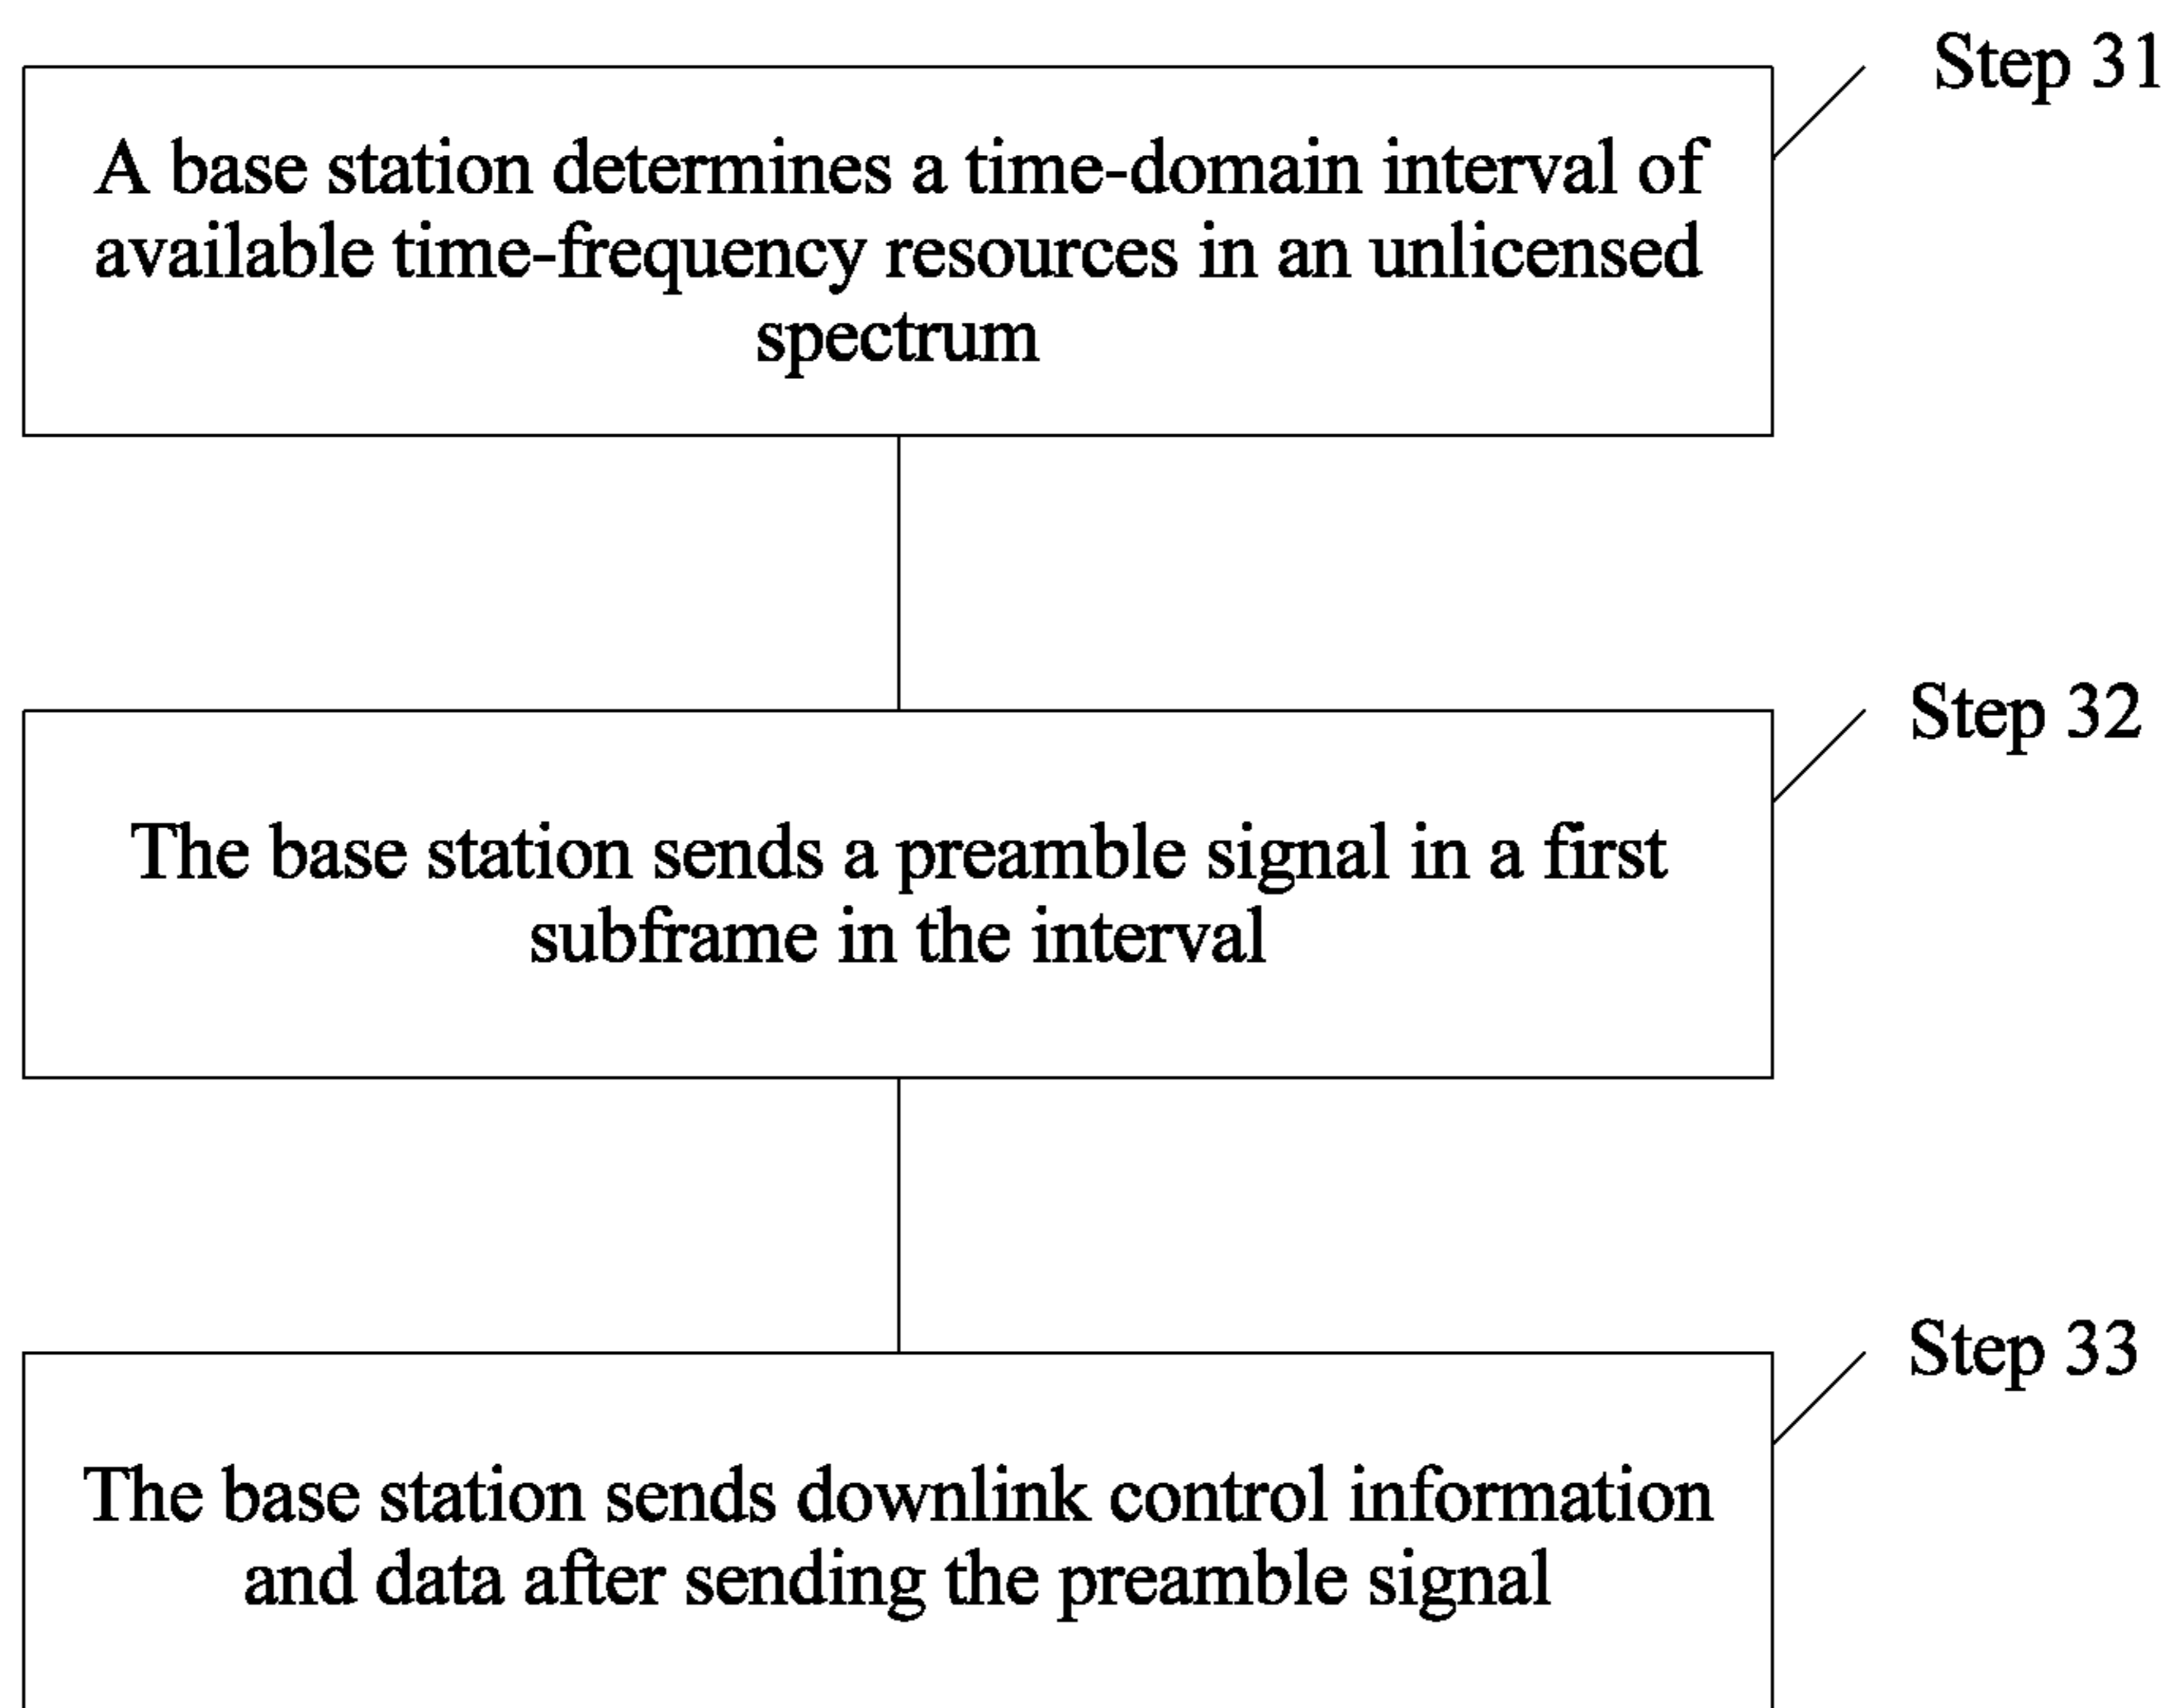 Step 31
A base station determines a time-domain interval of
available time-frequency resources in an unlicensed
spectrum
Step 32
The base station sends a preamble signal in a first
subframe in the interval
Step 33
The base station sends downlink control information
and data after sending the preamble signal